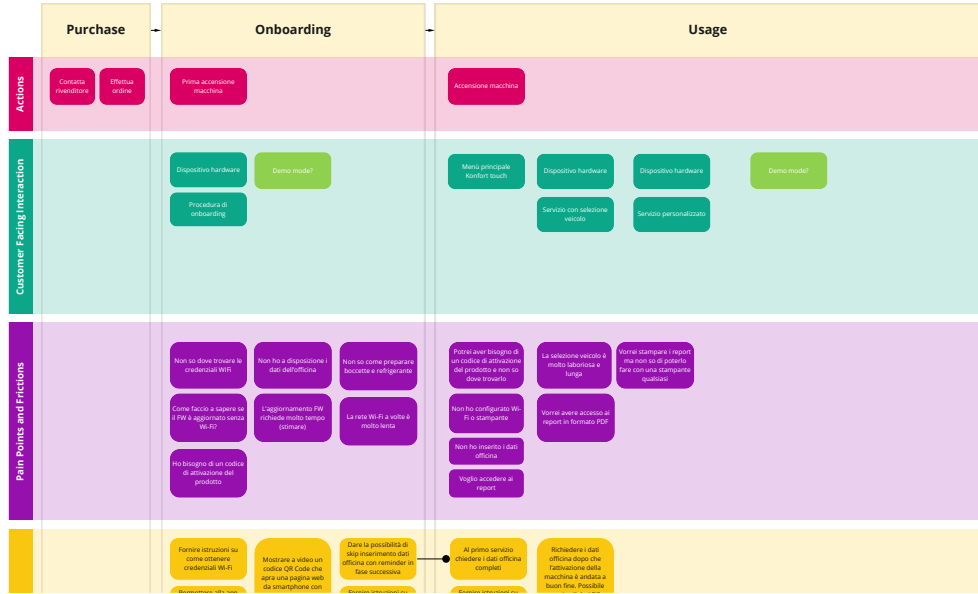 Purchase
Onboarding
Usage
Actions
Contatta
rivenditore
Effettua
ordine
Prima accensione
macchina
Accensione macchina
Customer Facing Interaction
Dispositivo hardware
Demo mode?
Procedura di
onboarding
Menù principale
Konfort touch
Dispositivo hardware
Dispositivo hardware
Demo mode?
Servizio con selezione
veicolo
Servizio personalizzato
Pain Points and Frictions
Non so dove trovare le
credenziali WIFI
Non ho a disposizione i
dati dell'officina
Non so come preparare
boccette e refrigerante
Come faccio a sapere se
il FW è aggiornato senza
Wi-Fi?
L'aggiornamento FW
richiede molto tempo
(stimare)
La rete Wi-Fi a volte è
molto lenta
Ho bisogno di un codice
di attivazione del
prodotto
Potrei aver bisogno di
un codice di attivazione
del prodotto e non so
dove trovarlo
La selezione veicolo è
molto laboriosa e
lunga
Vorrei stampare i report
ma non so di poterlo
fare con una stampante
qualsiasi
Non ho configurato Wi-
Fi o stampante
Vorrei avere accesso ai
report in formato PDF
Non ho inserito i dati
officina
Voglio accedere ai
report
Fornire istruzioni su
come ottenere
credenziali Wi-Fi
Mostrare a video un
codice QR Code che
apra una pagina web
da smartphone con
Dare la possibilità di
skip inserimento dati
officina con reminder in
fase successiva
Al primo servizio
chiedere i dati officina
completi
Richiedere i dati
officina dopo che
l'attivazione della
macchina è andata a
buon fine. Possibile
Permettere alla app
Fornire istruzioni su
Fornire istruzioni su